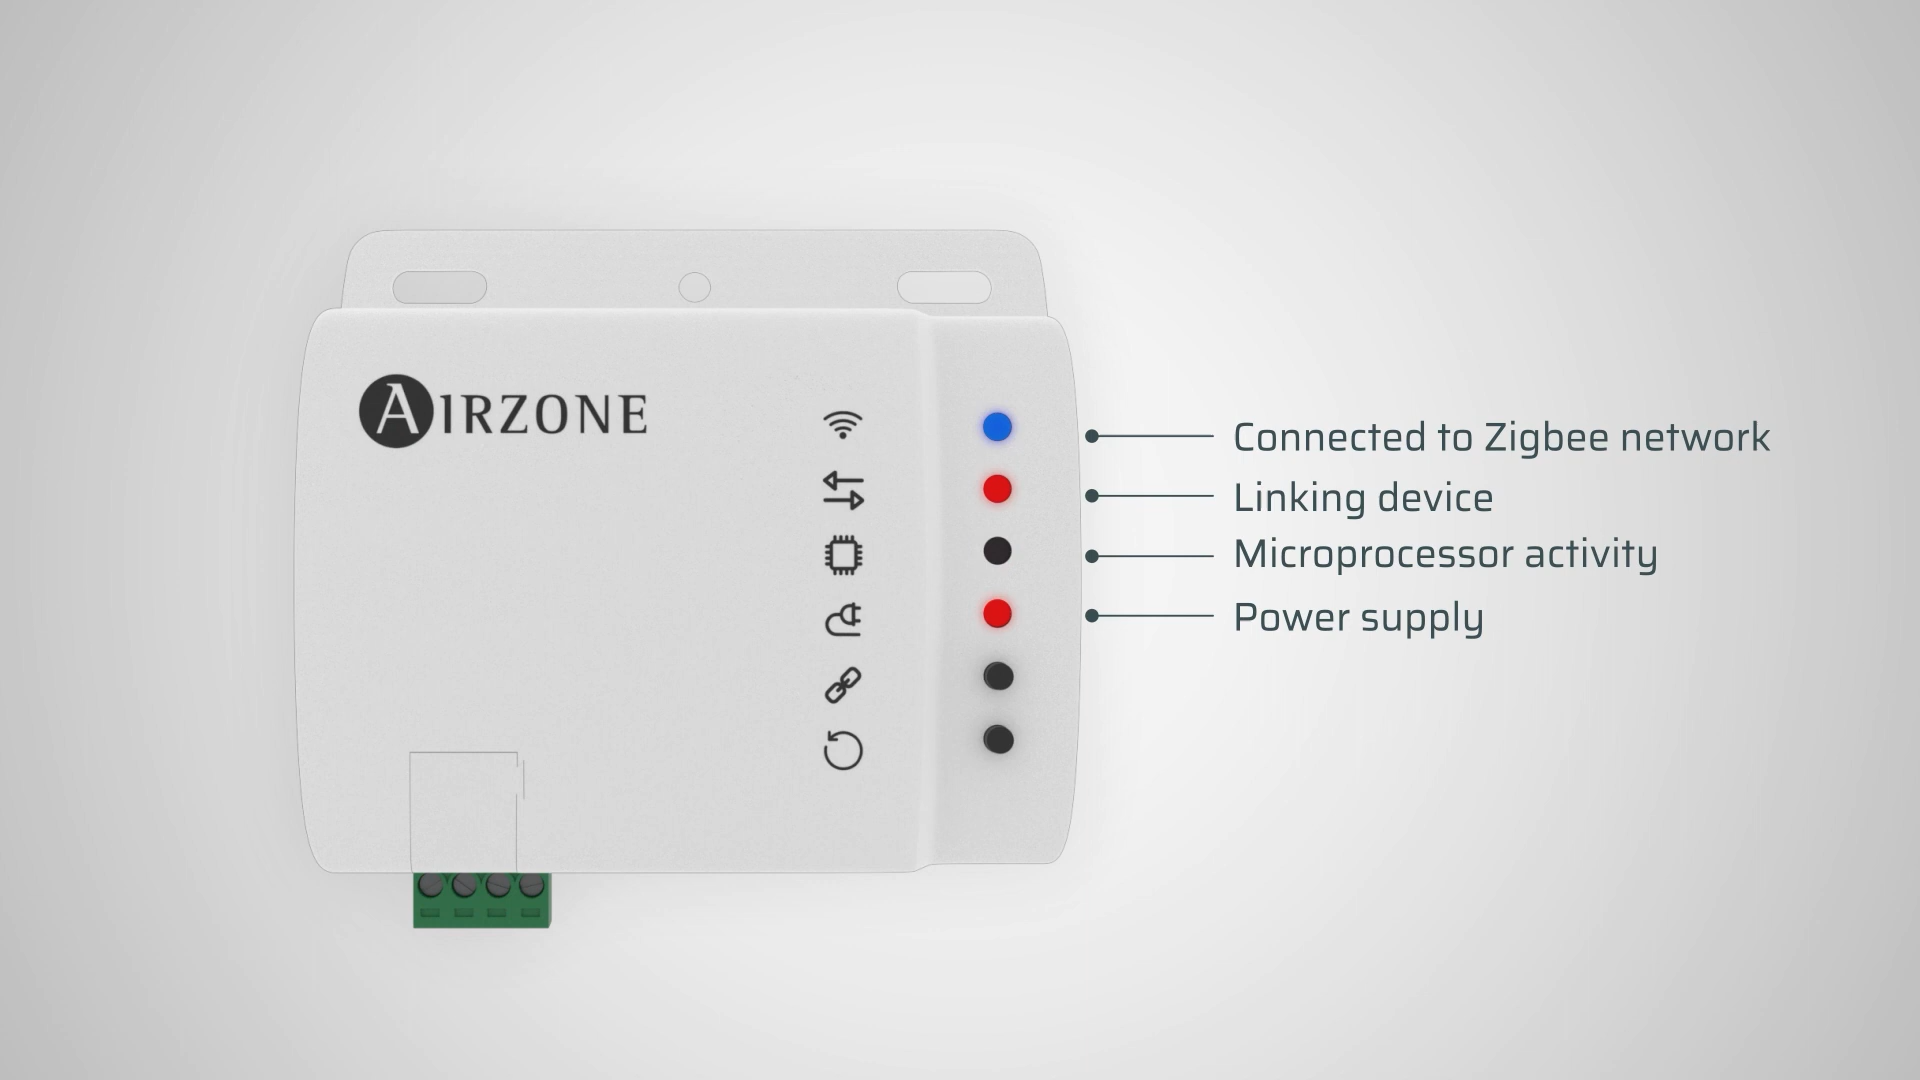 AIRZONE
Connected to Zigbee network
Linking device
Microprocessor activity
Power supply